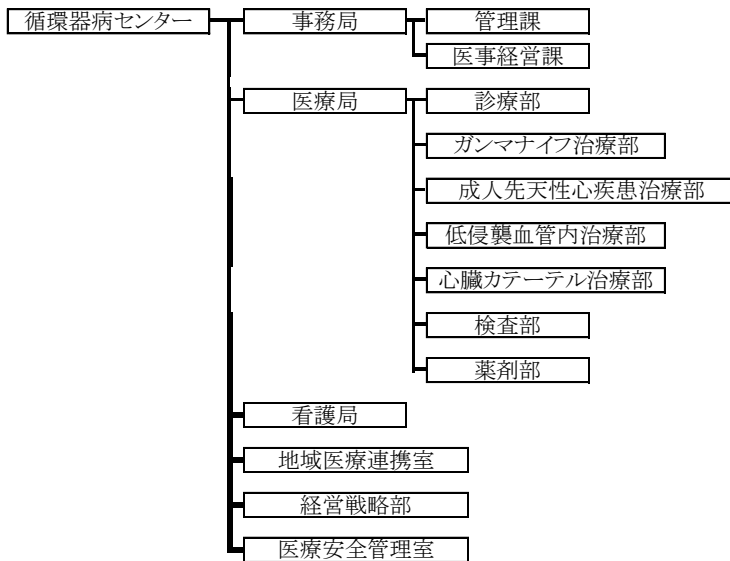 循環器病センター
事務局
管理課
医事経営課
医療局
診療部
ガンマナイフ治療部
成人先天性心疾患治療部
低侵襲血管内治療部
心臓カテーテル治療部
検査部
薬剤部
看護局
地域医療連携室
経営戦略部
医療安全管理室